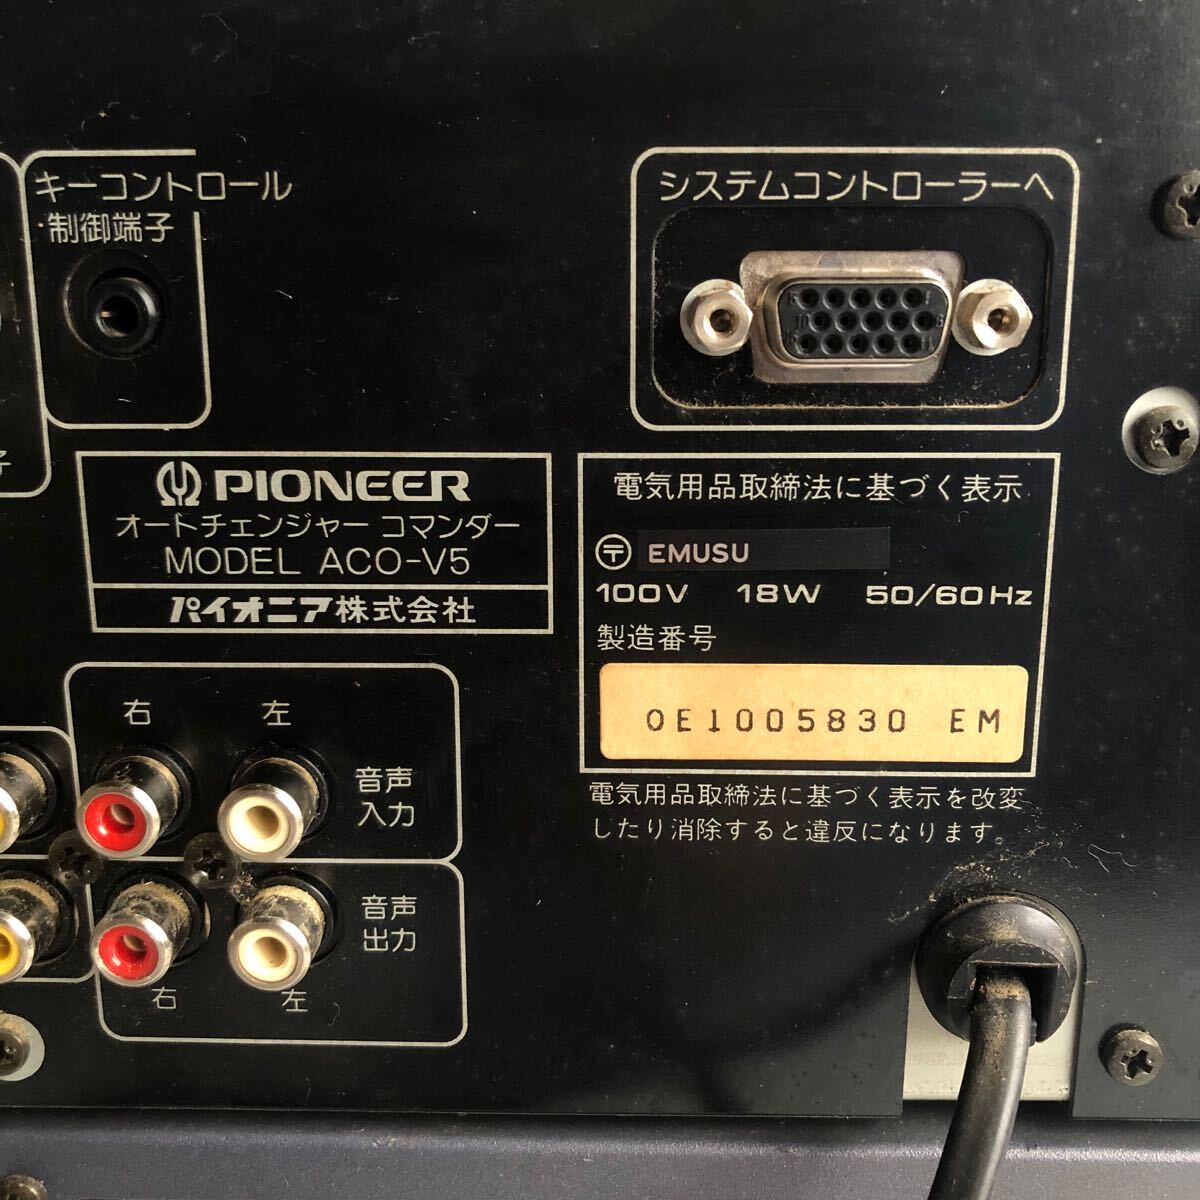 キーコントロール
制御端子
システムコントローラーへ
子
PIONEER
オートチェンジャー コマンダー
MODEL ACO-V5
パイオニア株式会社
電気用品取締法に基づく表示
〒 EMUSU
100V 18W 50/60Hz
製造番号
0E1005830 EM
電気用品取締法に基づく表示を改変
したり消除すると違反になります。
右 左
音声
入力
音声
出力
右 左